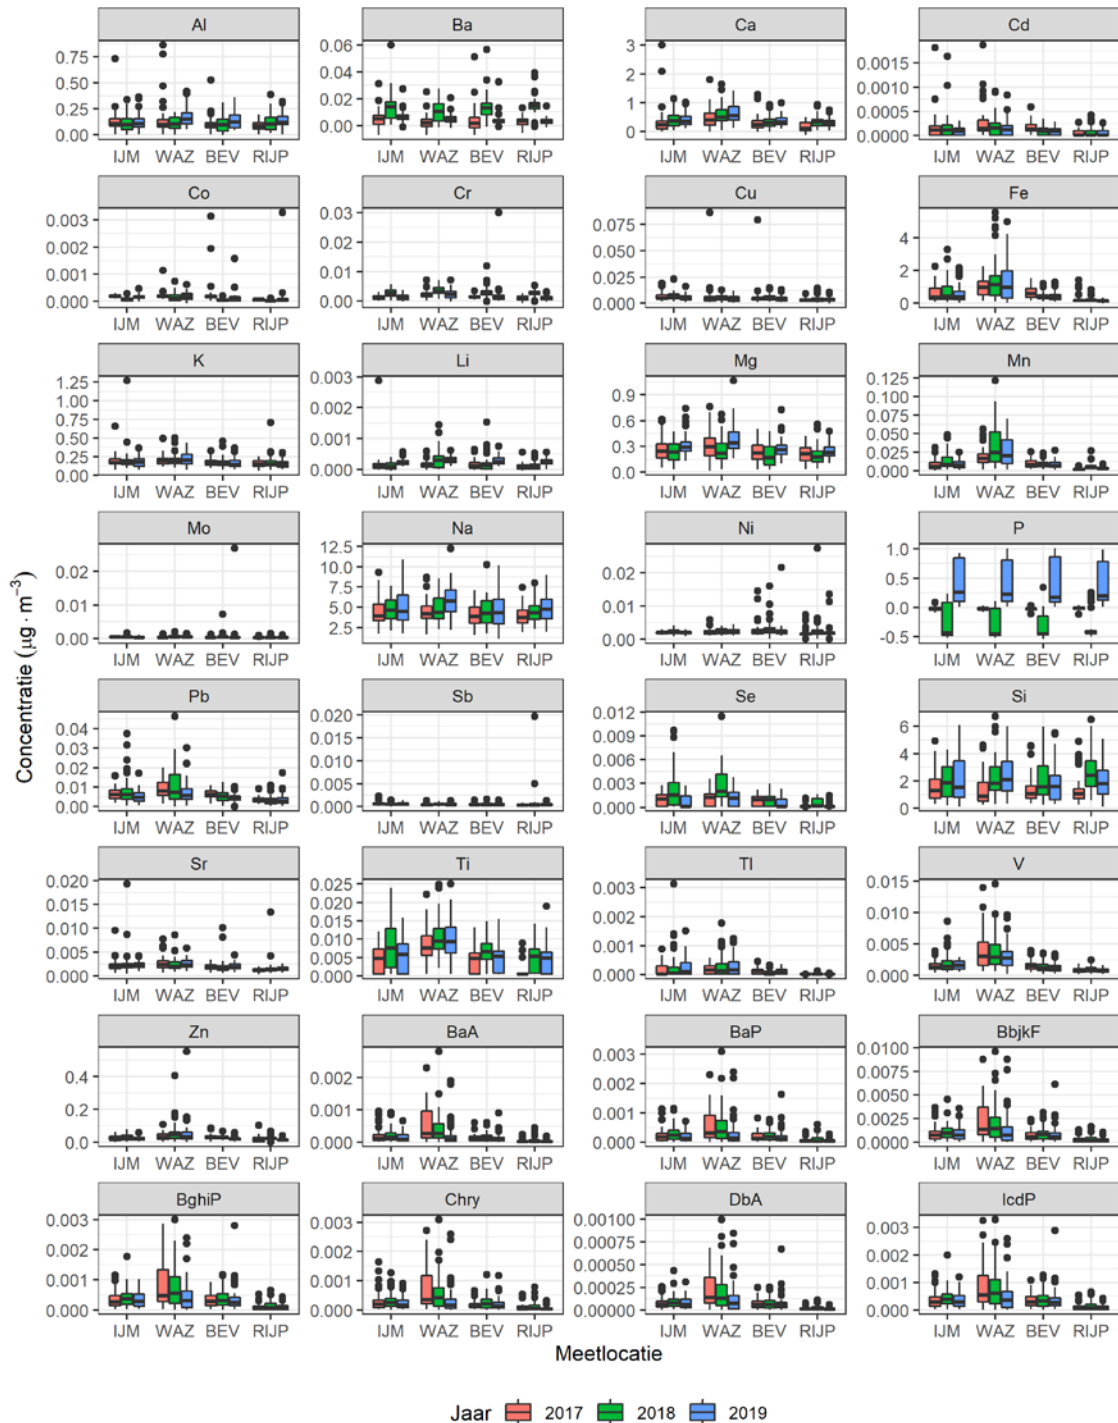 Al Ba Ca Cd
0.75 0.06 3 0.0015
0.50 0.04 2 0.0010
0.25 0.02 1 0.0005
0.00 0.00 0 0.0000
IJM WAZ BEV RIJP IJM WAZ BEV RIJP IJM WAZ BEV RIJP IJM WAZ BEV RIJP
Co Cr Cu Fe
0.003 0.03 0.075 4
0.002 0.02 0.050 2
0.001 0.01 0.025 0
0.000 0.00 0.000
IJM WAZ BEV RIJP IJM WAZ BEV RIJP IJM WAZ BEV RIJP IJM WAZ BEV RIJP
K Li Mg Mn
1.25 0.003 0.9 0.125
1.00 0.002 0.6 0.100
0.75 0.001 0.3 0.075
0.50 0.000 0.0 0.050
0.25 0.025
0.00 0.000
IJM WAZ BEV RIJP IJM WAZ BEV RIJP IJM WAZ BEV RIJP IJM WAZ BEV RIJP
Mo Na Ni P
0.02 12.5 0.02 1.0
0.01 10.0 0.01 0.5
0.00 7.5 0.00 0.0
5.0 -0.5
2.5
IJM WAZ BEV RIJP IJM WAZ BEV RIJP IJM WAZ BEV RIJP IJM WAZ BEV RIJP
Concentratie (µg · m⁻³)
Pb Sb Se Si
0.04 0.020 0.012 6
0.03 0.015 0.009 4
0.02 0.010 0.006 2
0.01 0.005 0.003 0
0.00 0.000 0.000
IJM WAZ BEV RIJP IJM WAZ BEV RIJP IJM WAZ BEV RIJP IJM WAZ BEV RIJP
Sr Ti Tl V
0.020 0.025 0.003 0.015
0.015 0.020 0.002 0.010
0.010 0.015 0.001 0.005
0.005 0.010 0.000 0.000
0.000 0.005
0.000
IJM WAZ BEV RIJP IJM WAZ BEV RIJP IJM WAZ BEV RIJP IJM WAZ BEV RIJP
Zn BaA BaP BbjkF
0.4 0.003 0.003 0.0100
0.2 0.002 0.002 0.0075
0.0 0.001 0.001 0.0050
0.000 0.000 0.0025
0.0000
IJM WAZ BEV RIJP IJM WAZ BEV RIJP IJM WAZ BEV RIJP IJM WAZ BEV RIJP
BghiP Chry DbA IcdP
0.003 0.003 0.00100 0.003
0.002 0.002 0.00075 0.002
0.001 0.001 0.00050 0.001
0.000 0.000 0.00025 0.000
0.00000
IJM WAZ BEV RIJP IJM WAZ BEV RIJP IJM WAZ BEV RIJP IJM WAZ BEV RIJP
Meetlocatie
Jaar 2017 2018 2019